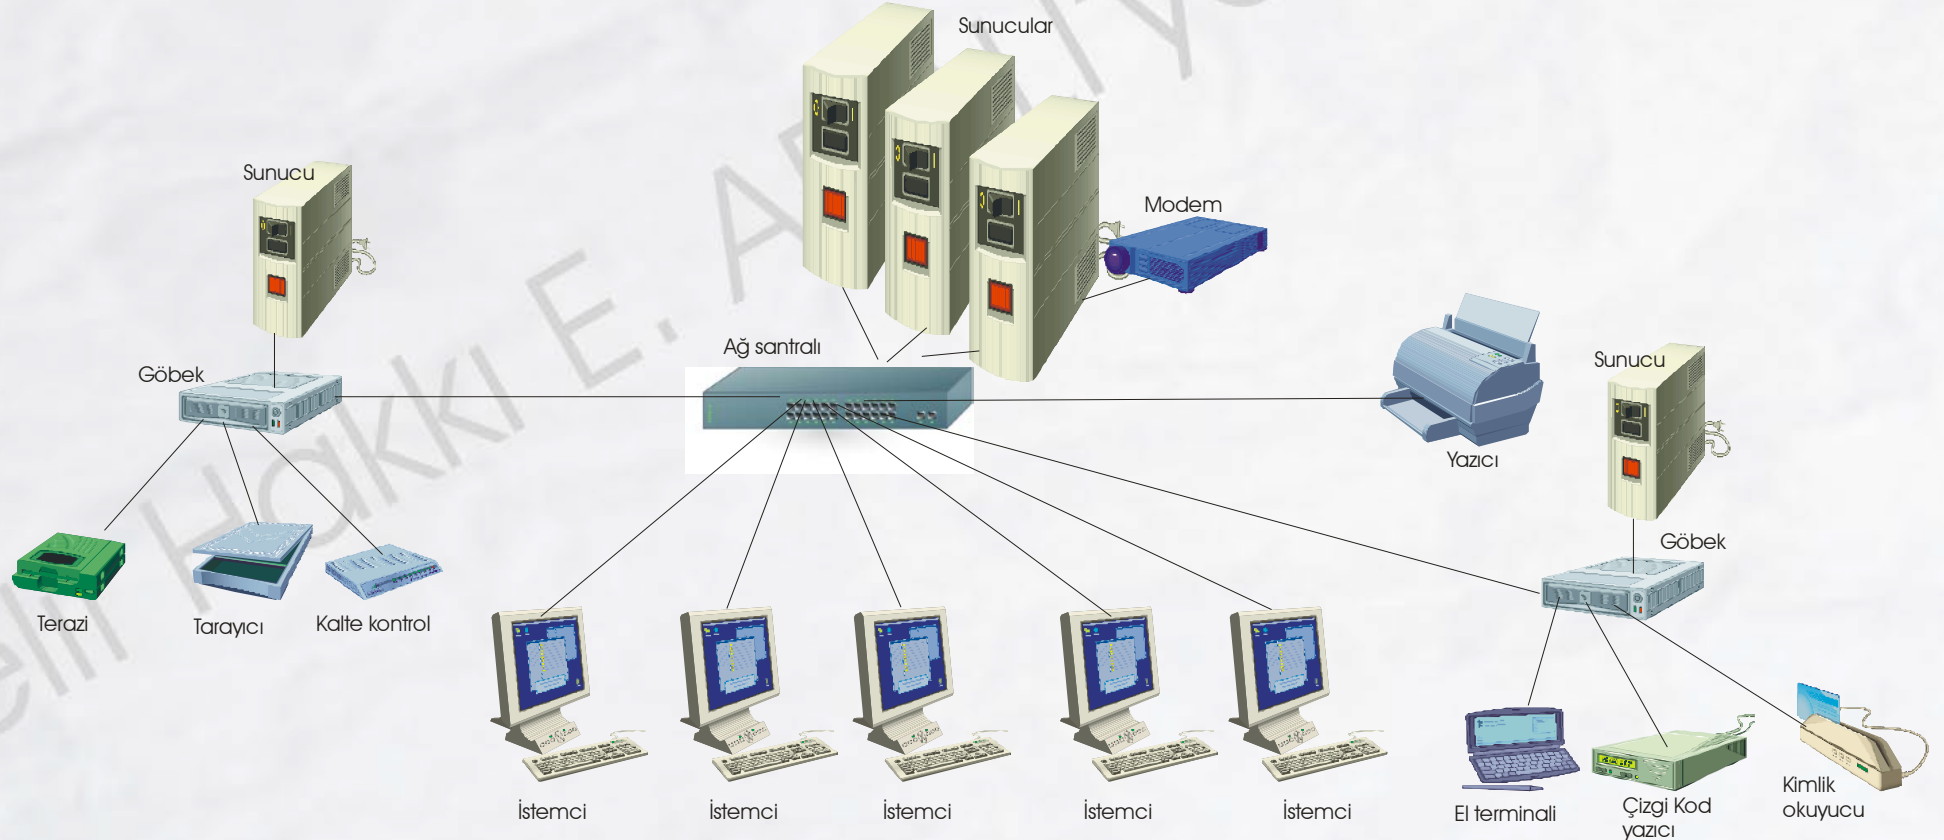 Sunucular
Sunucu
Modem
Ağ santralı
Göbek
Sunucu
Yazıcı
Göbek
Terazi
Tarayıcı
Kalte kontrol
İstemci
İstemci
İstemci
İstemci
İstemci
El terminali
Çizgi Kod
yazıcı
Kimlik
okuyucu
Hakkı E.